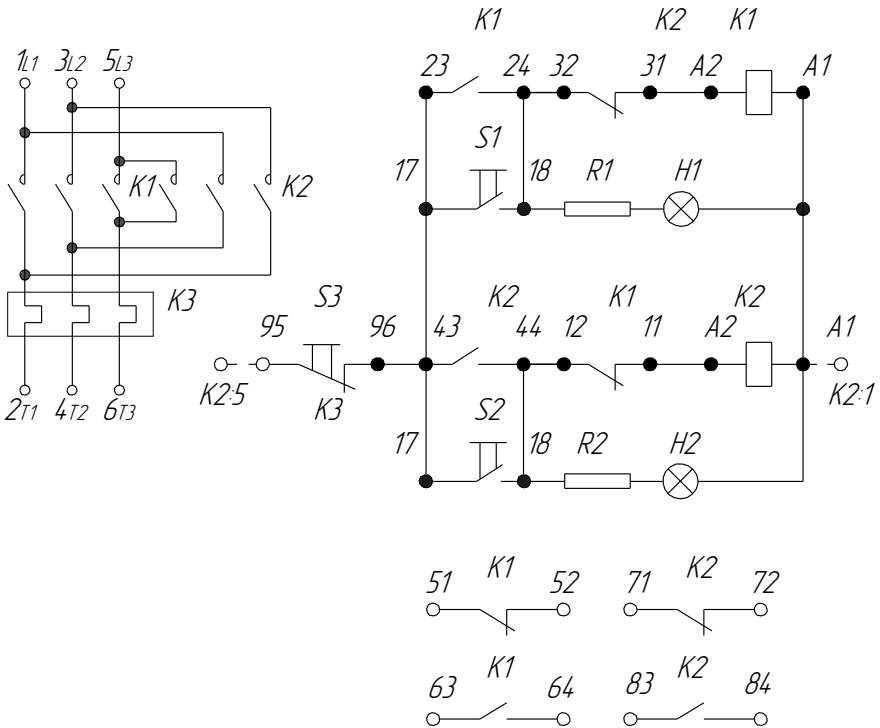 K1 K2 K1
1L1 3L2 5L3 23 24 32 31 A2 A1
S1
K1 K2 17 18 R1 H1
K3 S3 K2 K1 K2
95 96 43 44 12 11 A2 A1
K2:5 K3 S2 K2:1
2T1 4T2 6T3 17 18 R2 H2
51 K1 52 71 K2 72
63 K1 64 83 K2 84